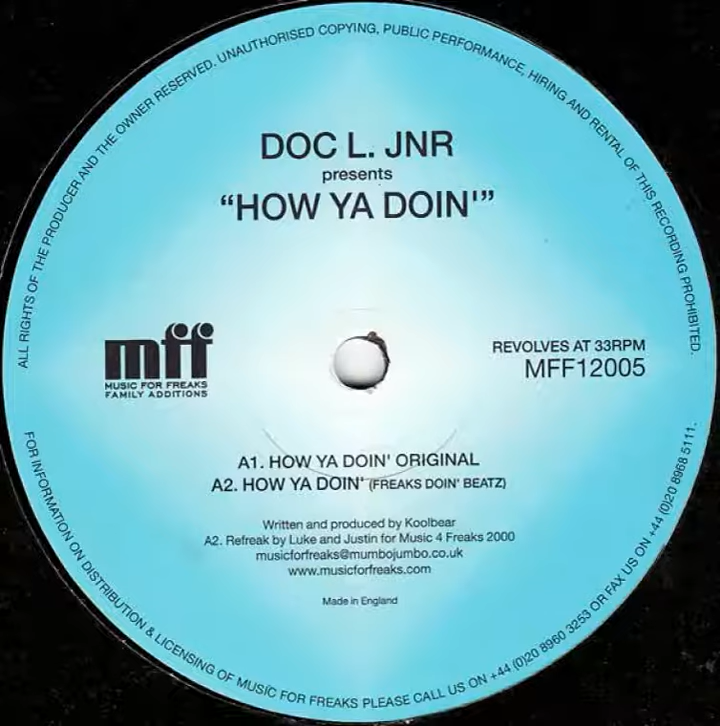 ALL RIGHTS OF THE PRODUCER AND THE OWNER RESERVED. UNAUTHORISED COPYING, PUBLIC PERFORMANCE, HIRING AND RENTAL OF THIS RECORDING PROHIBITED.
DOC L. JNR
presents
“HOW YA DOIN'”
mff
MUSIC FOR FREAKS
FAMILY ADDITIONS
REVOLVES AT 33RPM
MFF12005
A1. HOW YA DOIN' ORIGINAL
A2. HOW YA DOIN' (FREAKS DOIN' BEATZ)
Written and produced by Koolbear
A2. Refreak by Luke and Justin for Music 4 Freaks 2000
musicforfreaks@mumbojumbo.co.uk
www.musicforfreaks.com
Made in England
FOR INFORMATION ON DISTRIBUTION & LICENSING OF MUSIC FOR FREAKS PLEASE CALL US ON +44 (0)20 8960 3253 OR FAX US ON +44 (0)20 8968 5111.